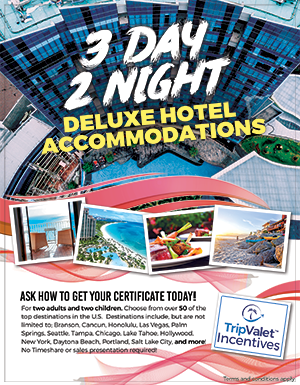 3 DAY
2 NIGHT
DELUXE HOTEL
ACCOMMODATIONS
ASK HOW TO GET YOUR CERTIFICATE TODAY!
For two adults and two children. Choose from over 50 of the
top destinations in the U.S. Destinations include, but are not
limited to; Branson, Cancun, Honolulu, Las Vegas, Palm
Springs, Seattle, Tampa, Chicago, Lake Tahoe, Hollywood,
New York, Daytona Beach, Portland, Salt Lake City, and more!
No Timeshare or sales presentation required!
TripValet
Incentives
Terms and conditions apply